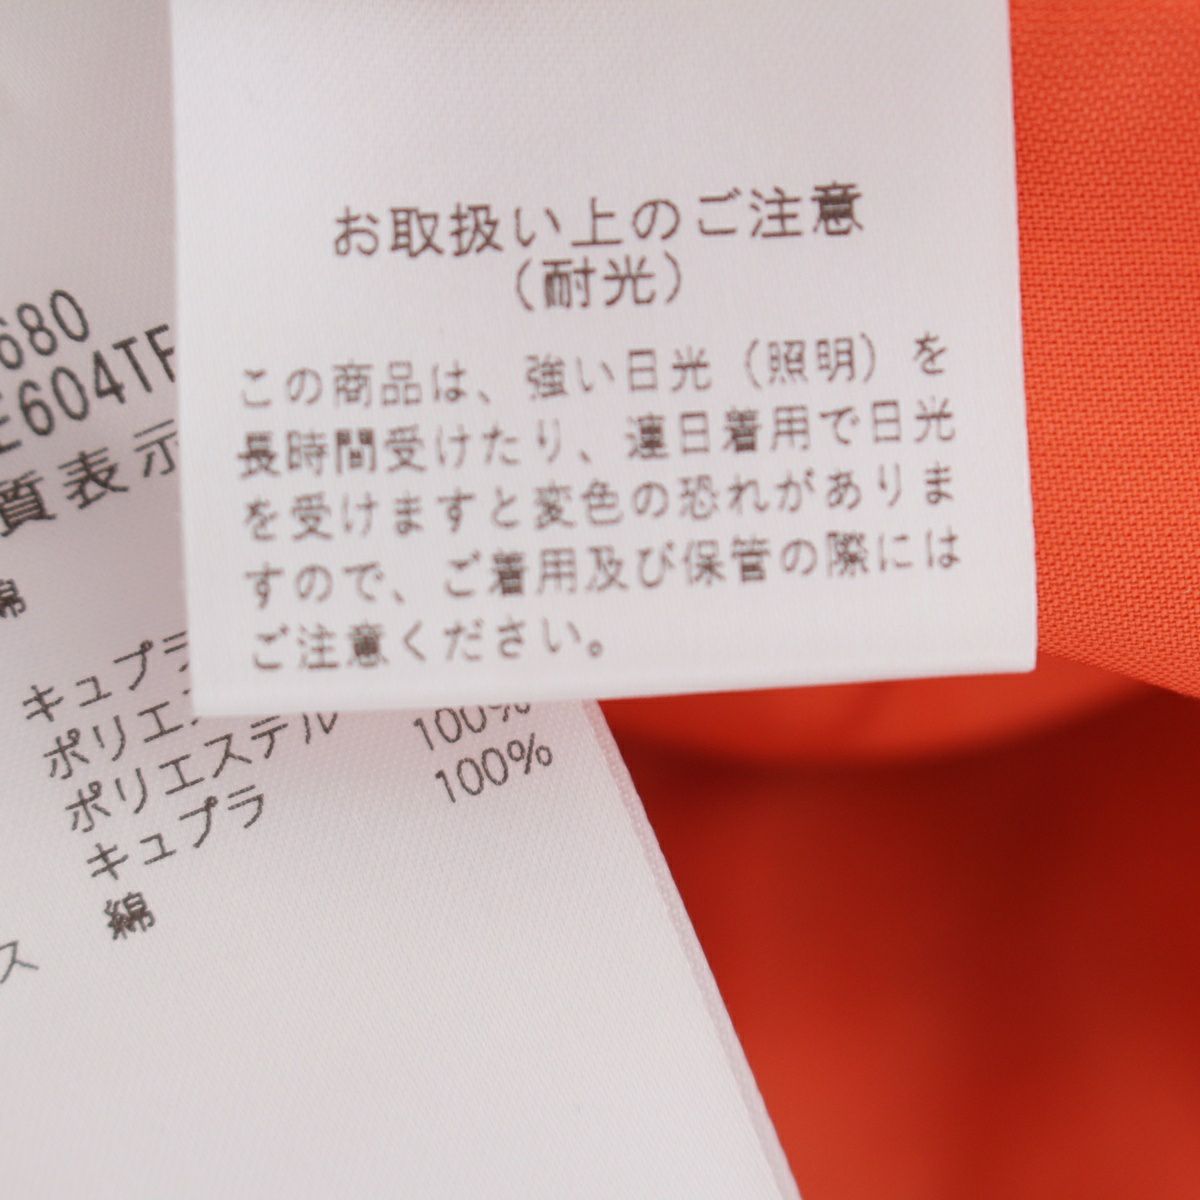 お取扱い上のご注意
(耐光)
この商品は、強い日光（照明）を
長時間受けたり、連日着用で日光
を受けますと変色の恐れがありま
すので、ご着用及び保管の際には
ご注意ください。
680
E604TF
質表示
綿
キュプラ
ポリエス
ポリエステル 100%
キュプラ 100%
綿
ス